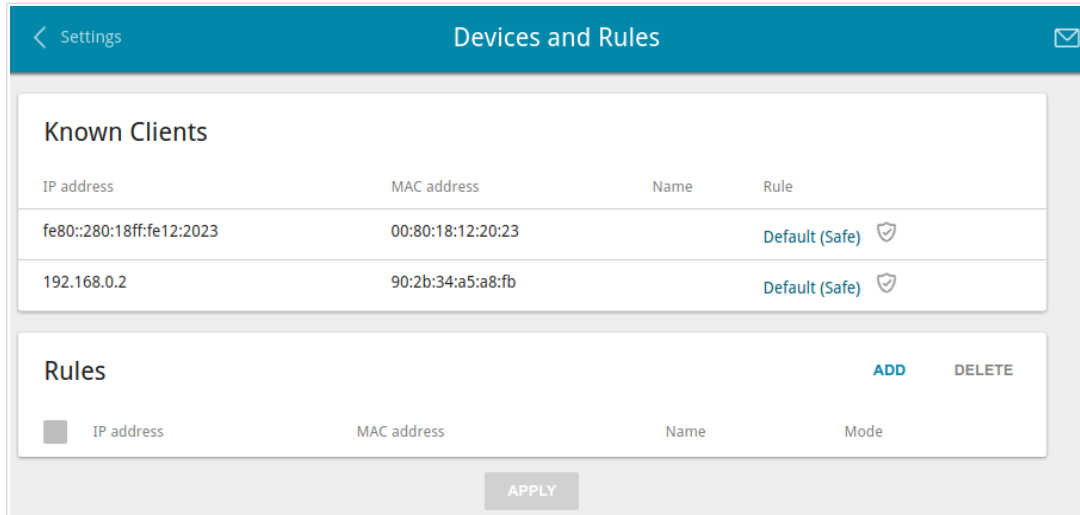 Settings Devices and Rules
Known Clients
IP address MAC address Name Rule
fe80::280:18ff:fe12:2023 00:80:18:12:20:23 Default (Safe)
192.168.0.2 90:2b:34:a5:a8:fb Default (Safe)
Rules ADD DELETE
IP address MAC address Name Mode
APPLY